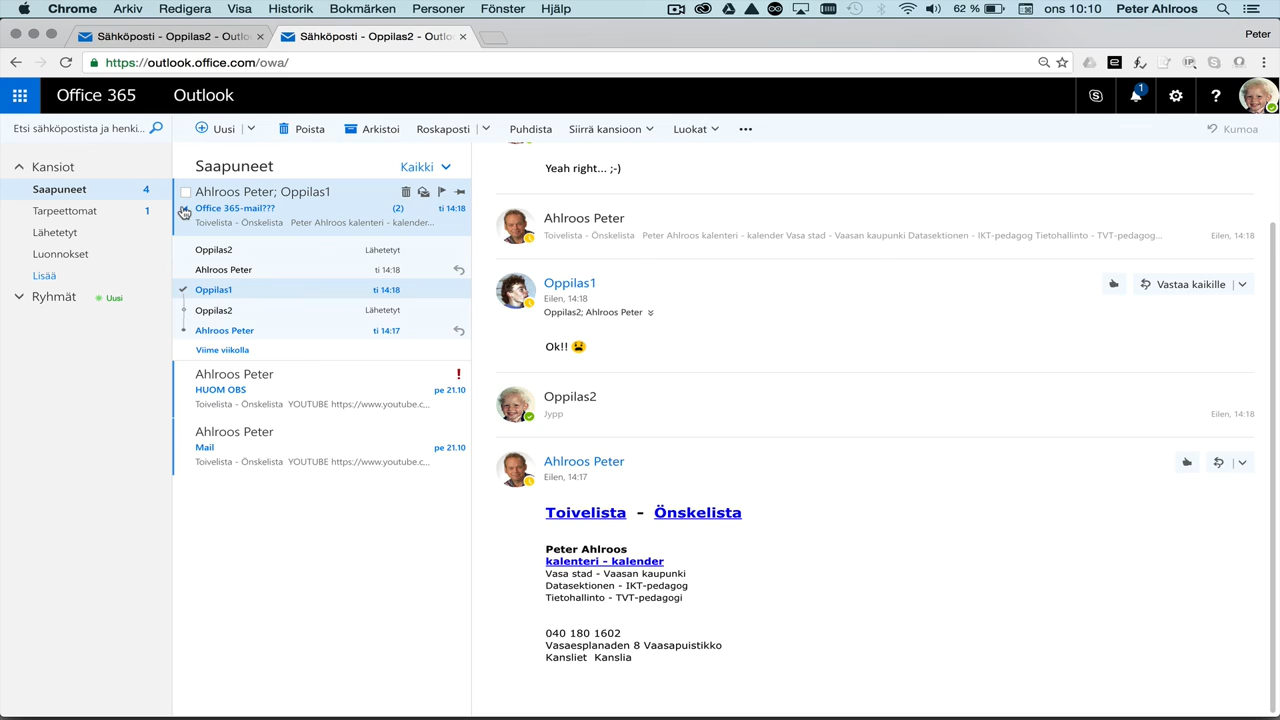 Chrome Arkiv Redigera Visa Historik Bokmärken Personer Fönster Hjälp 62 % ons 10:10 Peter Ahlroos
Sähköposti - Oppilas2 - Outlo Sähköposti - Oppilas2 - Outlo Peter
https://outlook.office.com/owa/
Office 365 Outlook 1 ?
Etsi sähköpostista ja henki... Uusi Poista Arkistoi Roskaposti Puhdista Siirrä kansioon Luokat ••• Kumoa
Kansiot
Saapuneet 4
Tarpeettomat 1
Lähetetyt
Luonnokset
Lisää
Ryhmät Uusi
Saapuneet Kaikki
Ahlroos Peter; Oppilas1
Office 365-mail??? (2) ti 14:18
Toivelista - Önskelista Peter Ahlroos kalenteri - kalender...
Oppilas2 Lähetetyt
Ahlroos Peter ti 14:18
Oppilas1 ti 14:18
Oppilas2 Lähetetyt
Ahlroos Peter ti 14:17
Viime viikolla
Ahlroos Peter !
HUOM OBS pe 21.10
Toivelista - Önskelista YOUTUBE https://www.youtube.c...
Ahlroos Peter
Mail pe 21.10
Toivelista - Önskelista YOUTUBE https://www.youtube.c...
Yeah right... ;-)
Ahlroos Peter
Toivelista - Önskelista Peter Ahlroos kalenteri - kalender Vasa stad - Vaasan kaupunki Datasektionen - IKT-pedagog Tietohallinto - TVT-pedagog... Eilen, 14:18
Oppilas1
Eilen, 14:18
Oppilas2; Ahlroos Peter
Vastaa kaikille
Ok!! 😫
Oppilas2
Jypp Eilen, 14:18
Ahlroos Peter
Eilen, 14:17
Toivelista - Önskelista
Peter Ahlroos
kalenteri - kalender
Vasa stad - Vaasan kaupunki
Datasektionen - IKT-pedagog
Tietohallinto - TVT-pedagogi
040 180 1602
Vasaesplanaden 8 Vaasapuistikko
Kansliet Kanslia